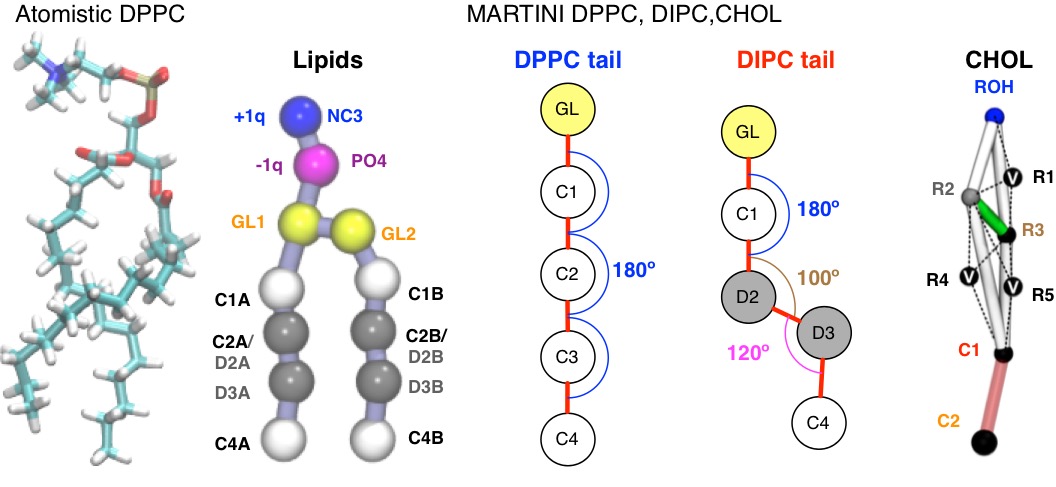 Atomistic DPPC
MARTINI DPPC, DIPC,CHOL
Lipids
+1q
NC3
-1q
PO4
GL1
GL2
C1A
C1B
C2A/
D2A
C2B/
D2B
D3A
D3B
C4A
C4B
DPPC tail
GL
C1
C2
180º
C3
C4
DIPC tail
GL
C1
180º
D2
100º
D3
120º
C4
CHOL
ROH
V
R1
R2
R3
R4
V
V
R5
C1
C2